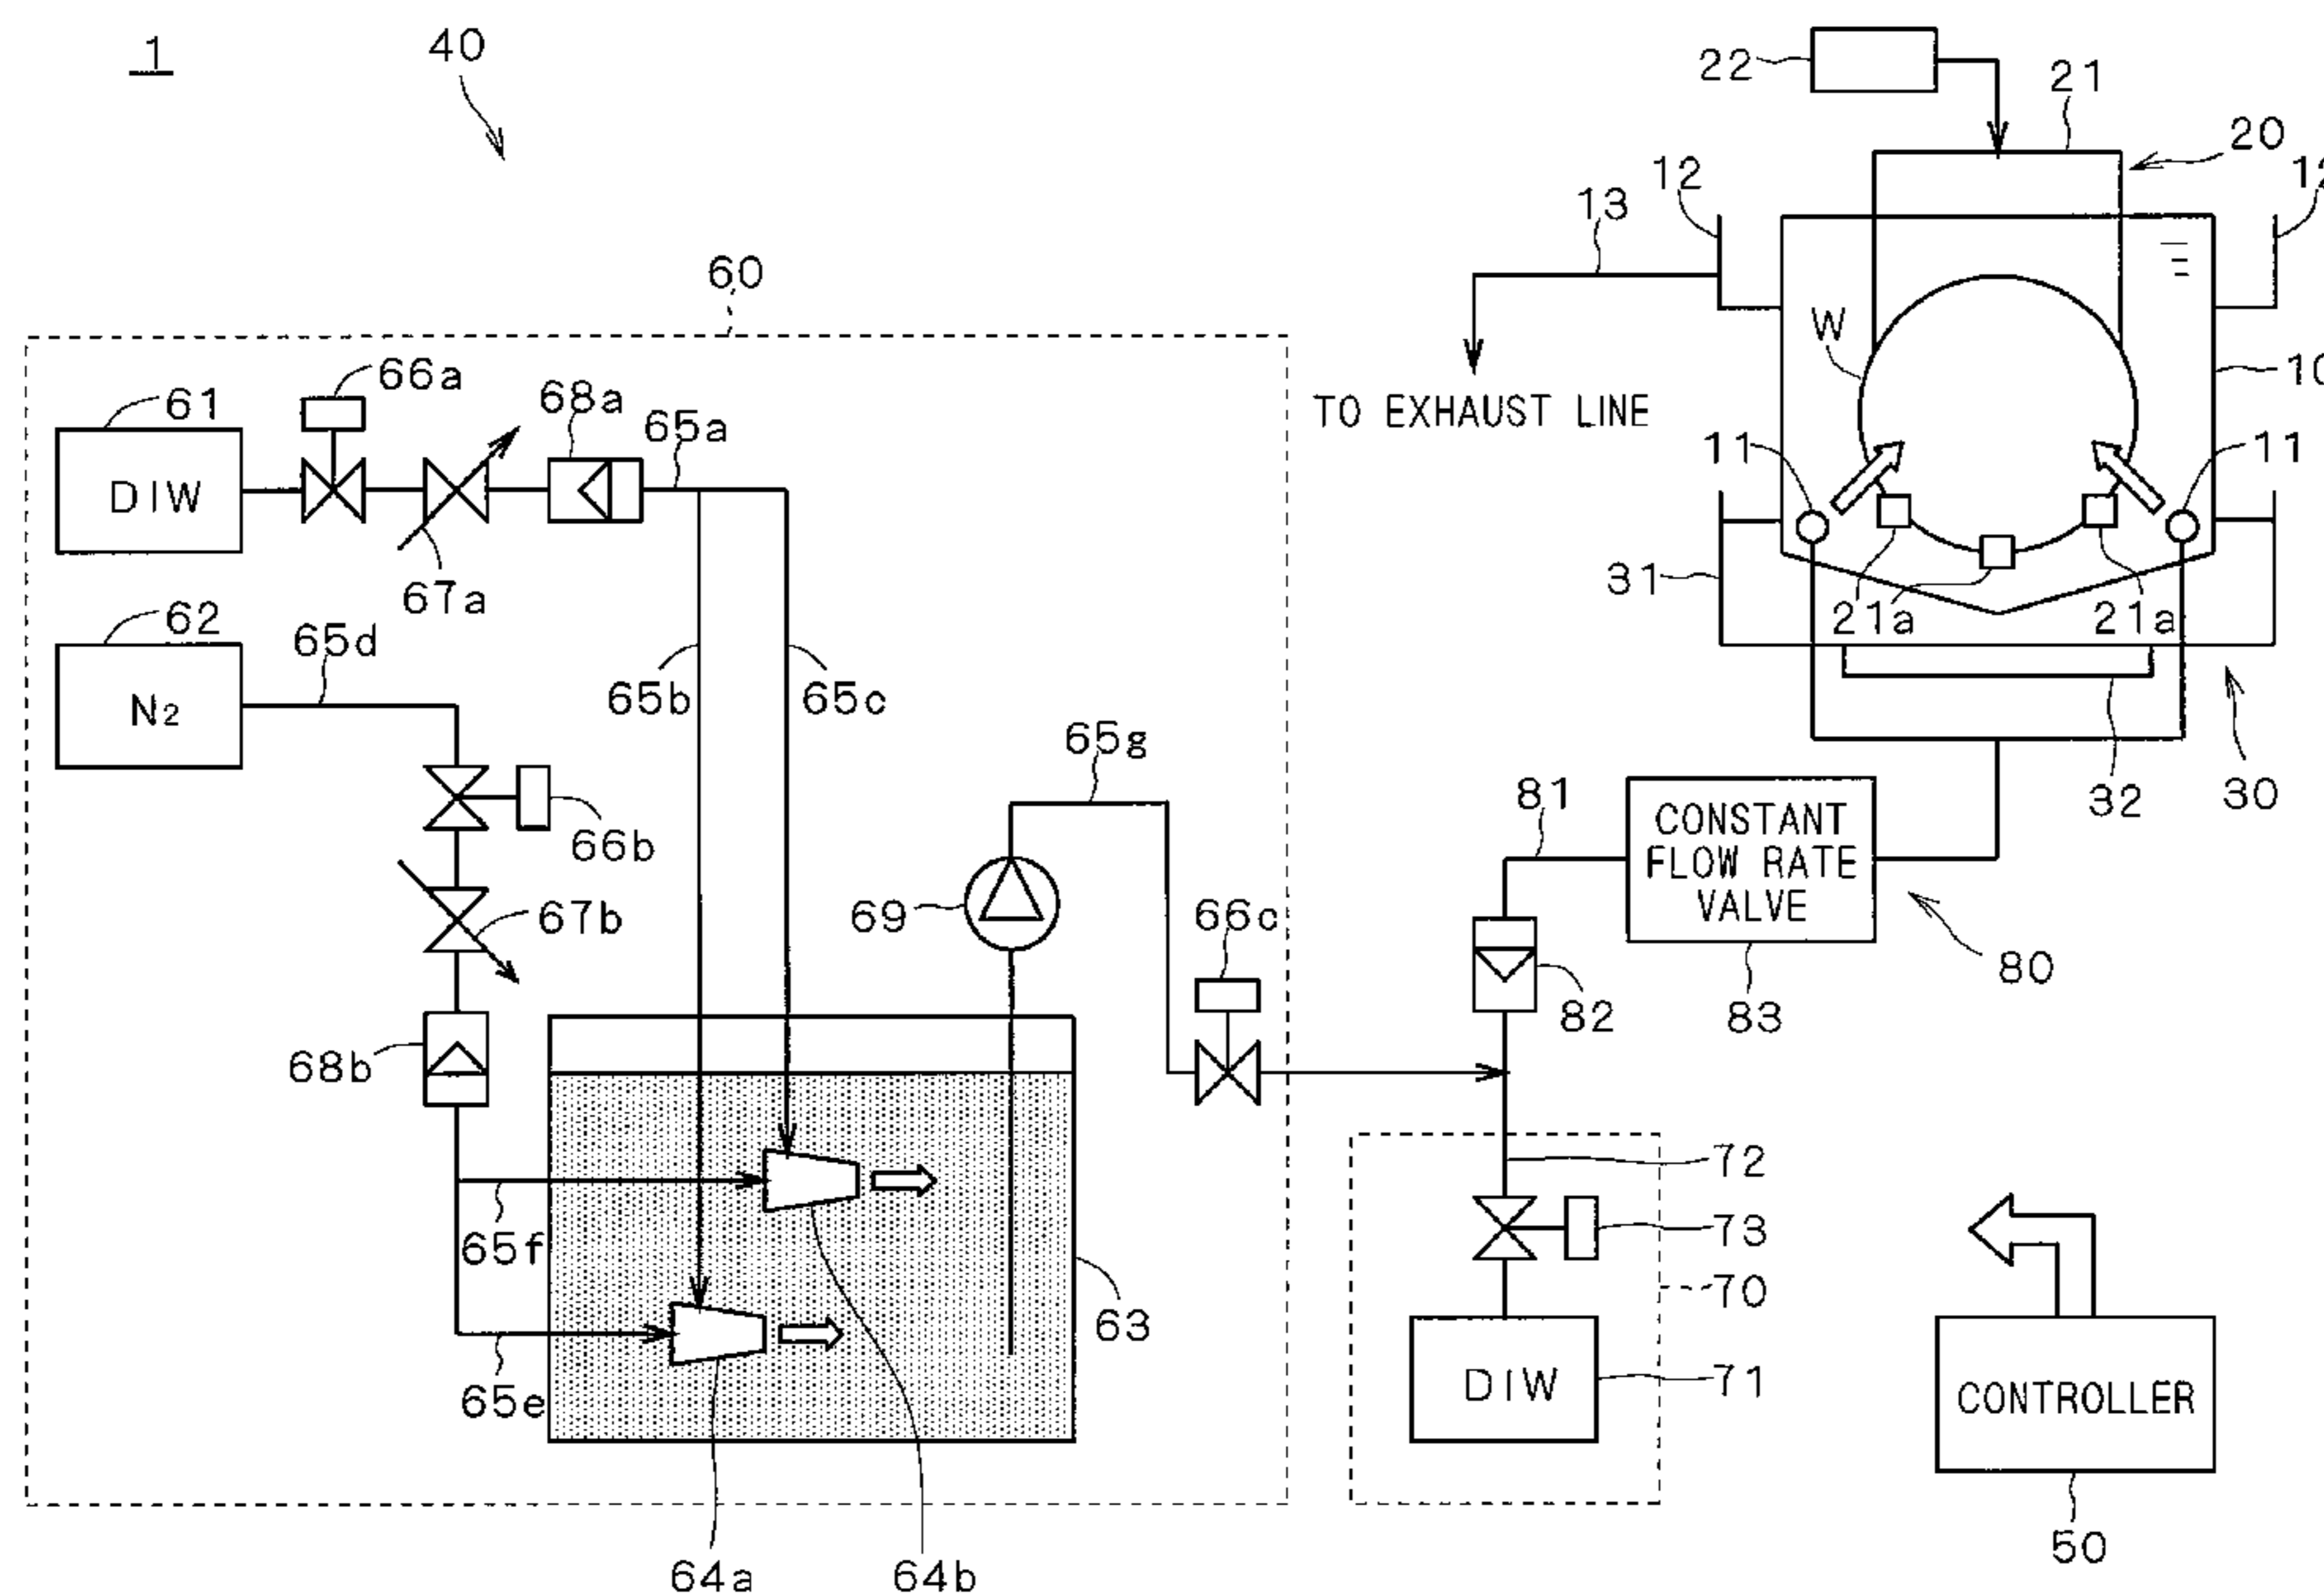 1
40
22
21
20
12
12
13
60
W
10
TO EXHAUST LINE
66a
61
68a
65a
DIW
11
11
67a
31
21a
21a
62
65d
N2
65b
65c
65g
32
30
81
CONSTANT
FLOW RATE
VALVE
66b
67b
69
66c
80
82
83
68b
72
65f
73
70
63
65e
DIW
71
CONTROLLER
50
64a
64b